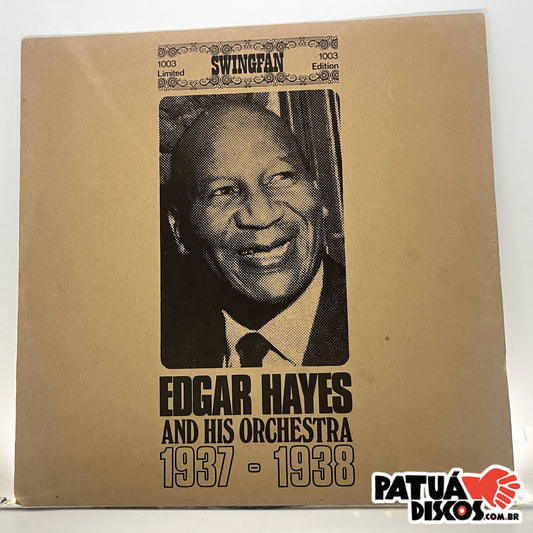 1003
Limited
SWINGFAN
1003
Edition
EDGAR HAYES
AND HIS ORCHESTRA
1937 - 1938
PATUÁ
DISCOS.COM.BR